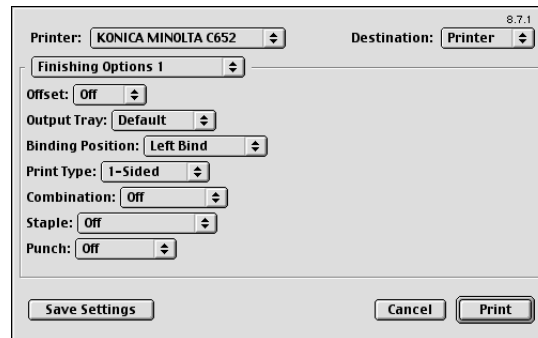 8.7.1
Printer: KONICA MINOLTA C652 Destination: Printer
Finishing Options 1
Offset: Off
Output Tray: Default
Binding Position: Left Bind
Print Type: 1-Sided
Combination: Off
Staple: Off
Punch: Off
Save Settings Cancel Print